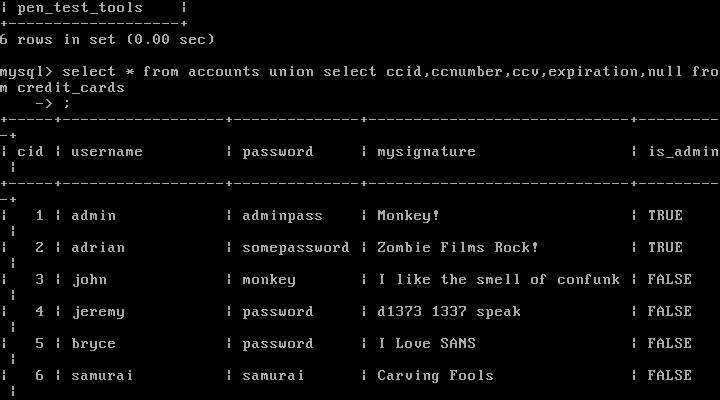 ¦ pen_test_tools    ¦
+-------------------+
6 rows in set (0.00 sec)
mysql> select * from accounts union select ccid,ccnumber,ccv,expiration,null fro
m credit_cards
    -> ;
+-----+------------------+--------------+-----------------------------+---------
-+
¦ cid ¦ username         ¦ password     ¦ mysignature                 ¦ is_admin
 ¦
+-----+------------------+--------------+-----------------------------+---------
-+
¦   1 ¦ admin            ¦ adminpass    ¦ Monkey!                     ¦ TRUE
 ¦
¦   2 ¦ adrian           ¦ somepassword ¦ Zombie Films Rock!          ¦ TRUE
 ¦
¦   3 ¦ john             ¦ monkey       ¦ I like the smell of confunk ¦ FALSE
 ¦
¦   4 ¦ jeremy           ¦ password     ¦ d1373 1337 speak            ¦ FALSE
 ¦
¦   5 ¦ bryce            ¦ password     ¦ I Love SANS                 ¦ FALSE
 ¦
¦   6 ¦ samurai          ¦ samurai      ¦ Carving Fools               ¦ FALSE
 ¦